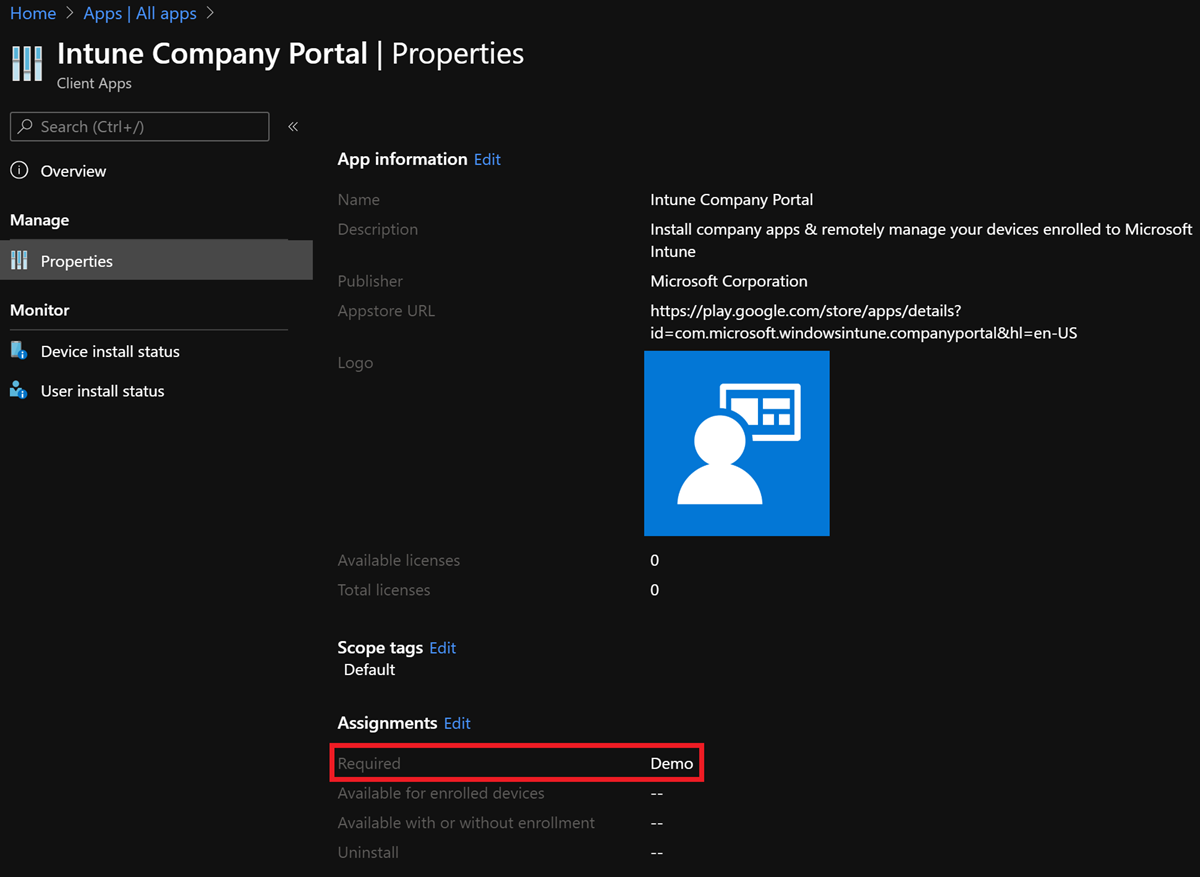 Home > Apps | All apps >
Intune Company Portal | Properties
Client Apps
Search (Ctrl+/)
«
Overview
Manage
Properties
Monitor
Device install status
User install status
App information Edit
Name Intune Company Portal
Description Install company apps & remotely manage your devices enrolled to Microsoft
Intune
Publisher Microsoft Corporation
Appstore URL https://play.google.com/store/apps/details?
id=com.microsoft.windowsintune.companyportal&hl=en-US
Logo
Available licenses 0
Total licenses 0
Scope tags Edit
Default
Assignments Edit
Required Demo
Available for enrolled devices --
Available with or without enrollment --
Uninstall --